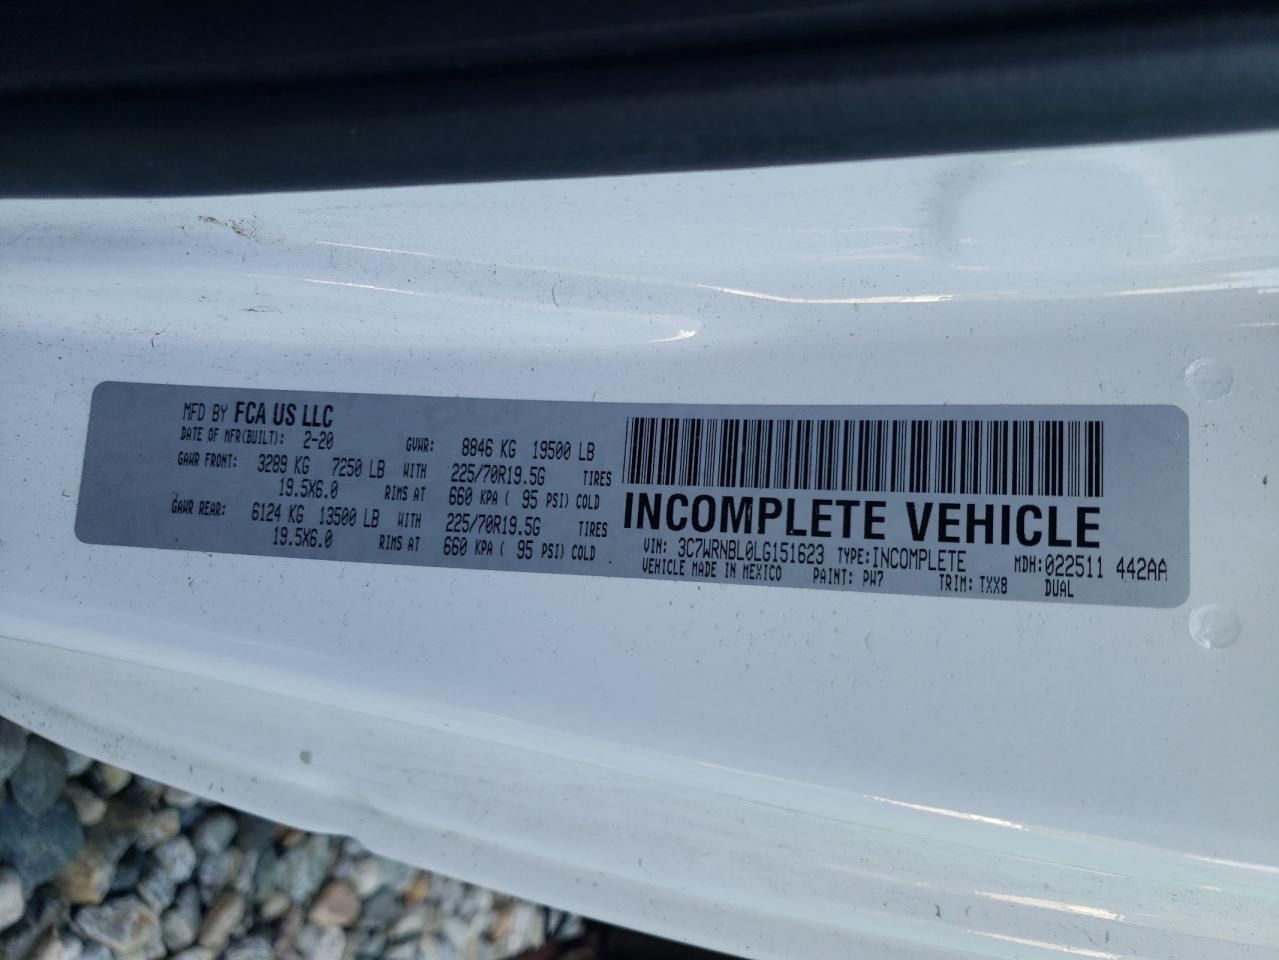 MFD BY FCA US LLC
DATE OF MFR(BUILT): 2-20 GVWR: 8846 KG 19500 LB
GAWR FRONT: 3289 KG 7250 LB WITH 225/70R19.5G TIRES
19.5X6.0 RIMS AT 660 KPA ( 95 PSI) COLD
GAWR REAR: 6124 KG 13500 LB WITH 225/70R19.5G TIRES
19.5X6.0 RIMS AT 660 KPA ( 95 PSI) COLD
INCOMPLETE VEHICLE
VIN: 3C7WRNBL0LG151623 TYPE:INCOMPLETE MDH:022511 442AA
VEHICLE MADE IN MEXICO PAINT: PW7 TRIM: TXX8 DUAL